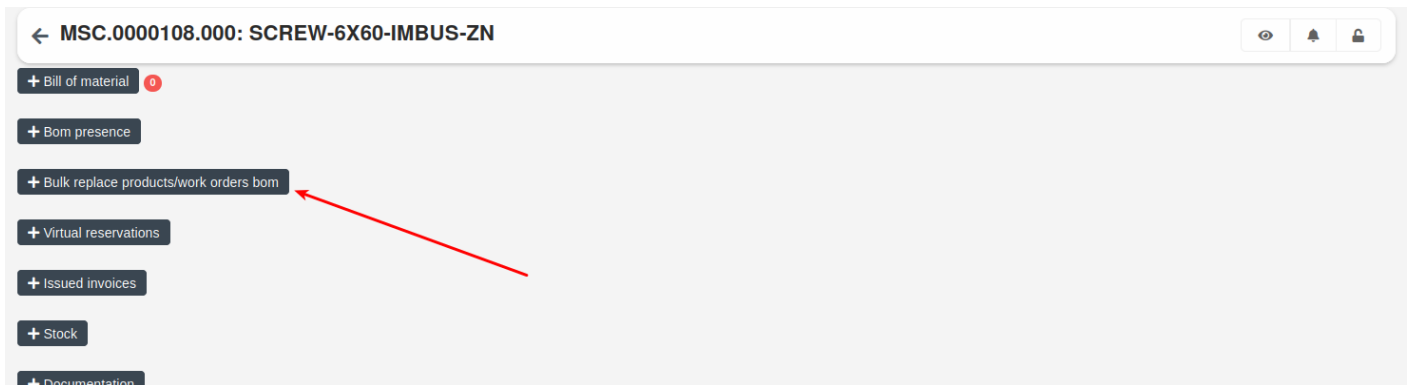 MSC.0000108.000: SCREW-6X60-IMBUS-ZN
Bill of material 0
Bom presence
Bulk replace products/work orders bom
Virtual reservations
Issued invoices
Stock
Documentation